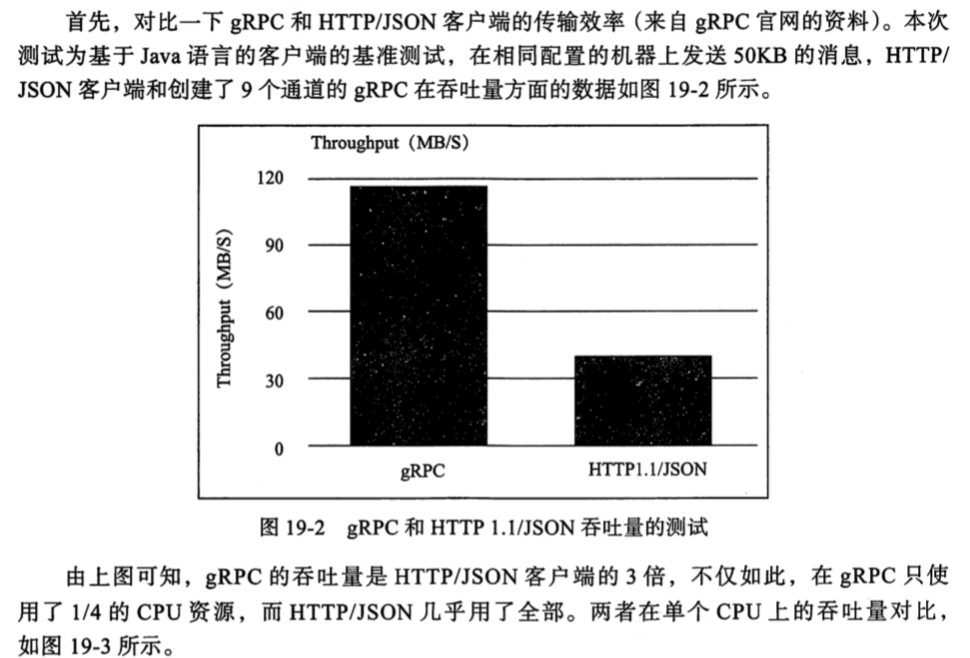 首先，对比一下 gRPC 和 HTTP/JSON 客户端的传输效率（来自 gRPC 官网的资料）。本次
测试为基于 Java 语言的客户端的基准测试，在相同配置的机器上发送 50KB 的消息，HTTP/
JSON 客户端和创建了 9 个通道的 gRPC 在吞吐量方面的数据如图 19-2 所示。
Throughput（MB/S）
Throughput（MB/S）
120
90
60
30
0
gRPC
HTTP1.1/JSON
图 19-2 gRPC 和 HTTP 1.1/JSON 吞吐量的测试
由上图可知，gRPC 的吞吐量是 HTTP/JSON 客户端的 3 倍，不仅如此，在 gRPC 只使
用了 1/4 的 CPU 资源，而 HTTP/JSON 几乎用了全部。两者在单个 CPU 上的吞吐量对比，
如图 19-3 所示。